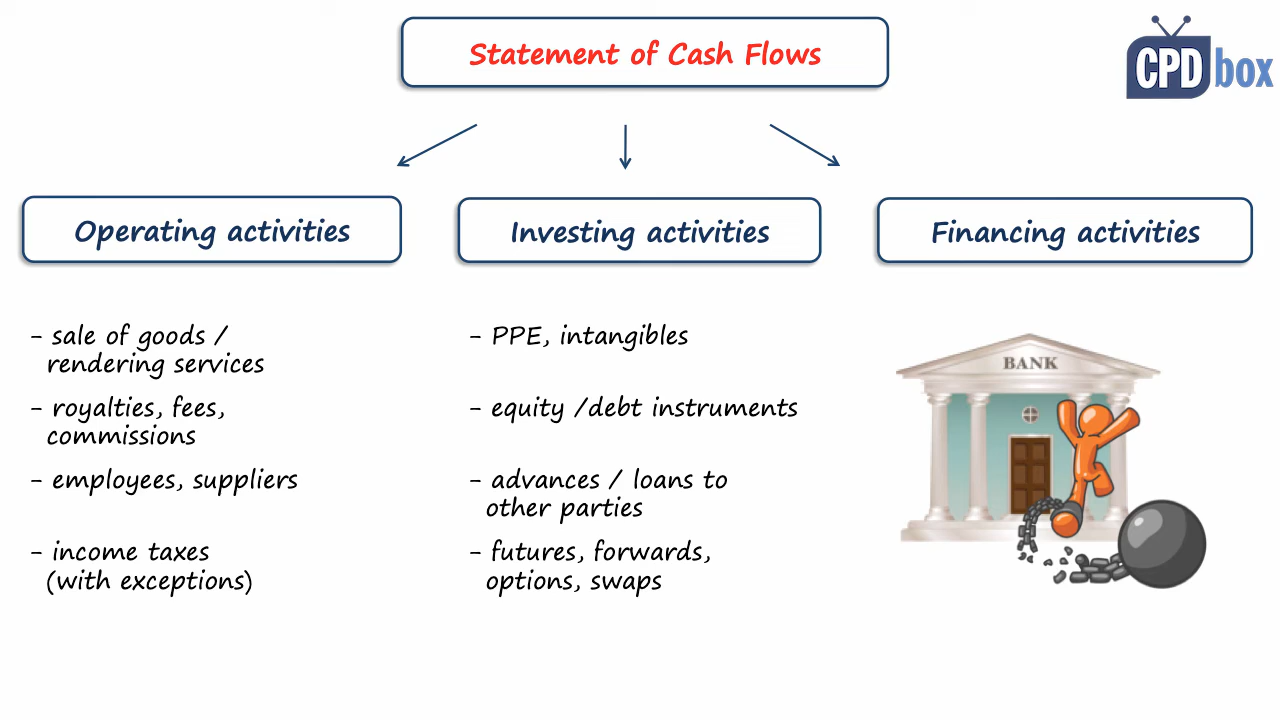 Statement of Cash Flows
CPD box
Operating activities
Investing activities
Financing activities
- sale of goods /
rendering services
- royalties, fees,
commissions
- employees, suppliers
- income taxes
(with exceptions)
- PPE, intangibles
- equity /debt instruments
- advances / loans to
other parties
- futures, forwards,
options, swaps
BANK